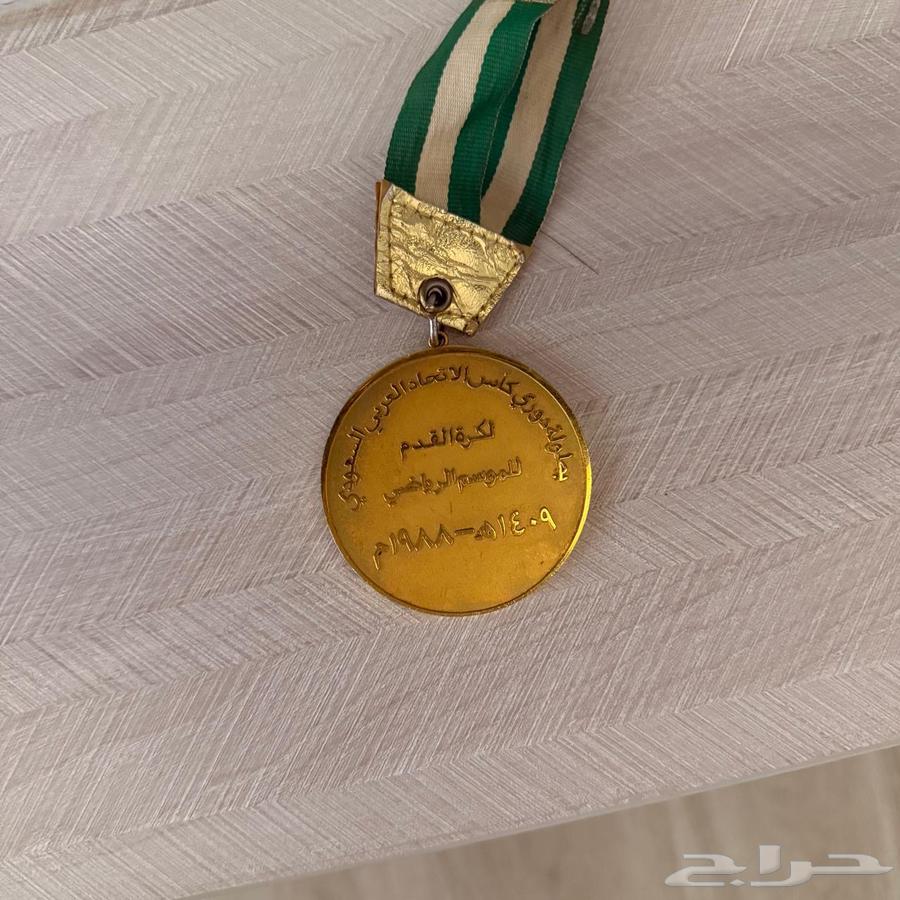 بطولة دوري كأس الاتحاد العربي السعودي
لكرة القدم
للموسم الرياضي
١٤٠٩هـ-١٩٨٨م
حراج